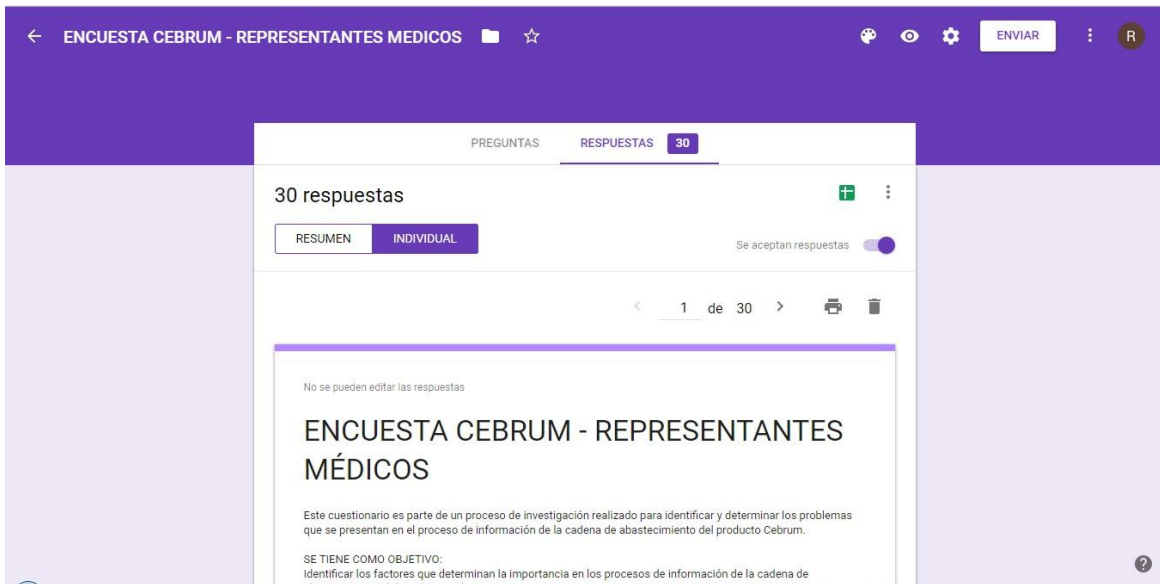 ENCUESTA CEBRUM - REPRESENTANTES MEDICOS
ENVIAR
R
PREGUNTAS
RESPUESTAS 30
30 respuestas
RESUMEN
INDIVIDUAL
Se aceptan respuestas
1 de 30
No se pueden editar las respuestas
ENCUESTA CEBRUM - REPRESENTANTES
MÉDICOS
Este cuestionario es parte de un proceso de investigación realizado para identificar y determinar los problemas
que se presentan en el proceso de información de la cadena de abastecimiento del producto Cebrum.
SE TIENE COMO OBJETIVO:
Identificar los factores que determinan la importancia en los procesos de información de la cadena de